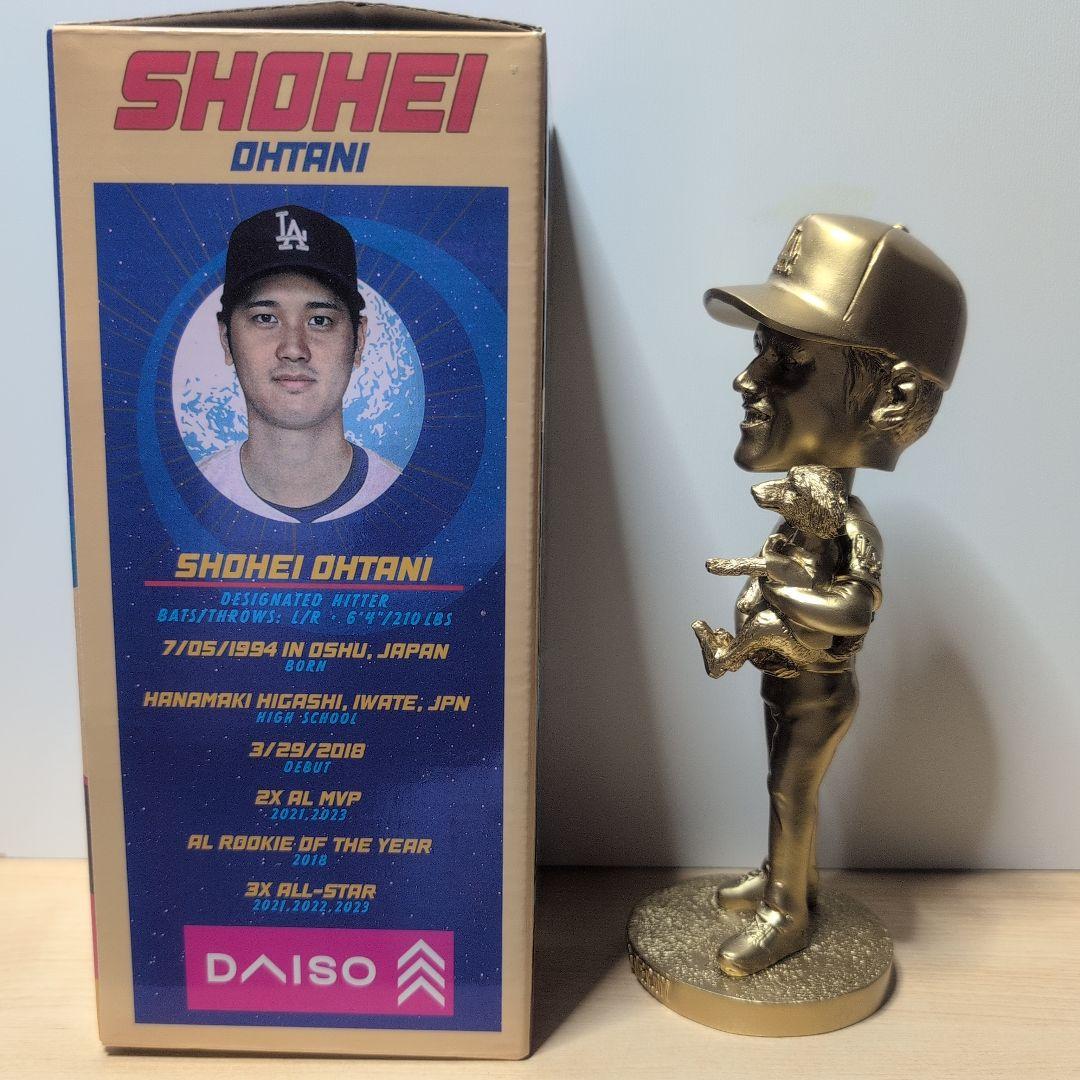 SHOHEI
OHTANI
LA
SHOHEI OHTANI
DESIGNATED HITTER
BATS/THROWS: L/R · 6'4"/210 LBS
7/05/1994 IN OSHU, JAPAN
BORN
HANAMAKI HIGASHI, IWATE, JPN
HIGH SCHOOL
3/29/2018
DEBUT
2X AL MVP
2021,2023
AL ROOKIE OF THE YEAR
2018
3X ALL-STAR
2021,2022,2023
DAISO
LA